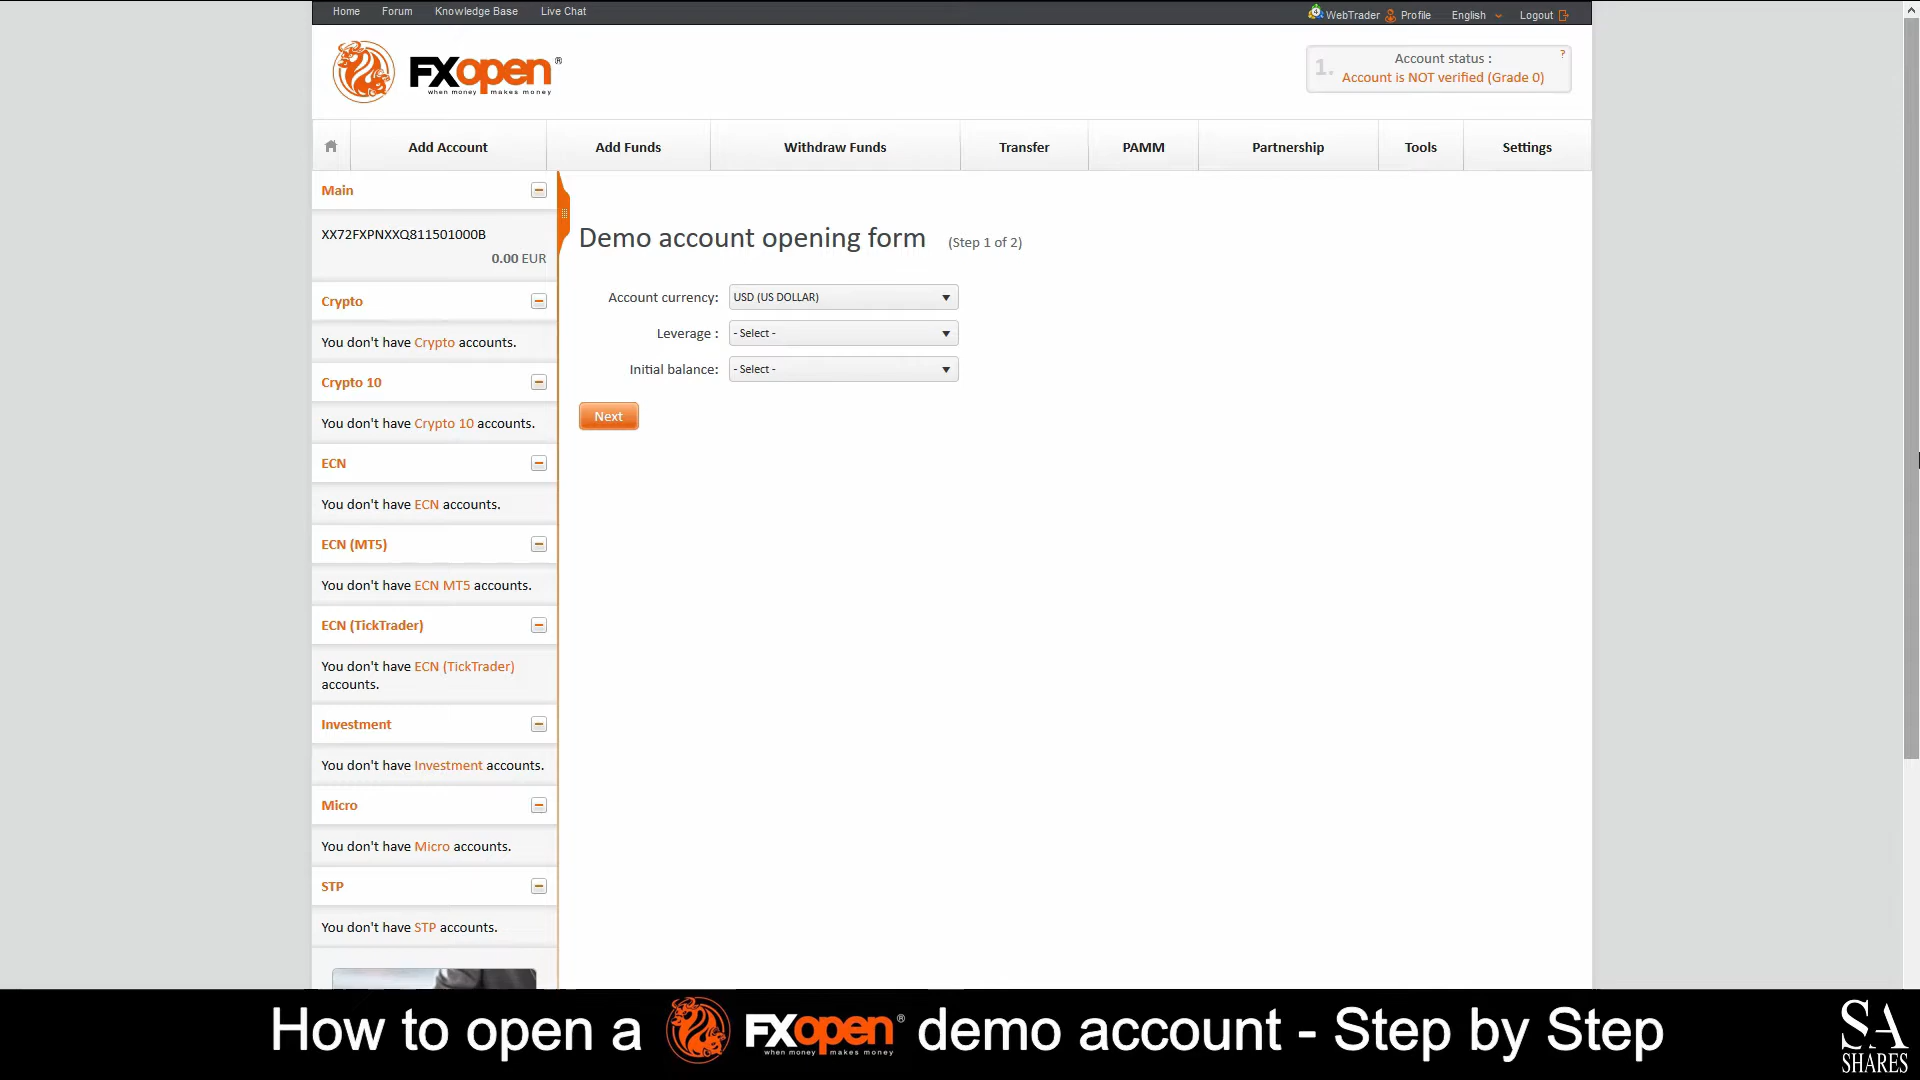 Home Forum Knowledge Base Live Chat WebTrader Profile English Logout
FXopen®
when money makes money
1. Account status : ?
Account is NOT verified (Grade 0)
Add Account Add Funds Withdraw Funds Transfer PAMM Partnership Tools Settings
Main
XX72FXPNXXQ811501000B
0.00 EUR
Crypto
You don't have Crypto accounts.
Crypto 10
You don't have Crypto 10 accounts.
ECN
You don't have ECN accounts.
ECN (MT5)
You don't have ECN MT5 accounts.
ECN (TickTrader)
You don't have ECN (TickTrader)
accounts.
Investment
You don't have Investment accounts.
Micro
You don't have Micro accounts.
STP
You don't have STP accounts.
Demo account opening form (Step 1 of 2)
Account currency: USD (US DOLLAR)
Leverage : - Select -
Initial balance: - Select -
Next
How to open a FXopen® demo account - Step by Step
when money makes money
SA
SHARES